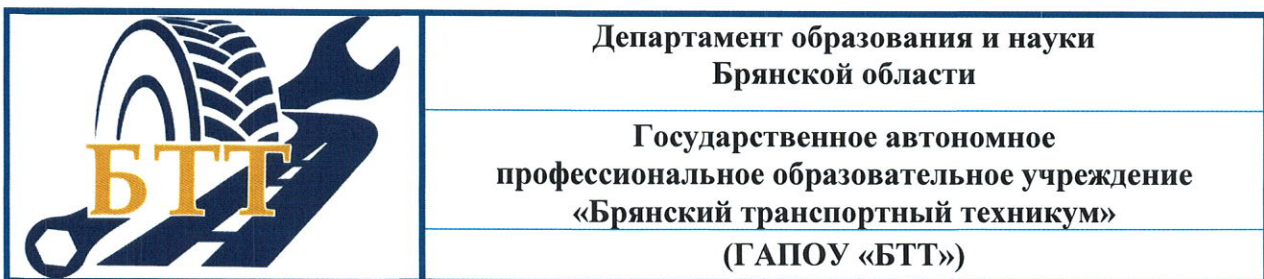 БТТ
Департамент образования и науки
Брянской области
Государственное автономное
профессиональное образовательное учреждение
«Брянский транспортный техникум»
(ГАПОУ «БТТ»)